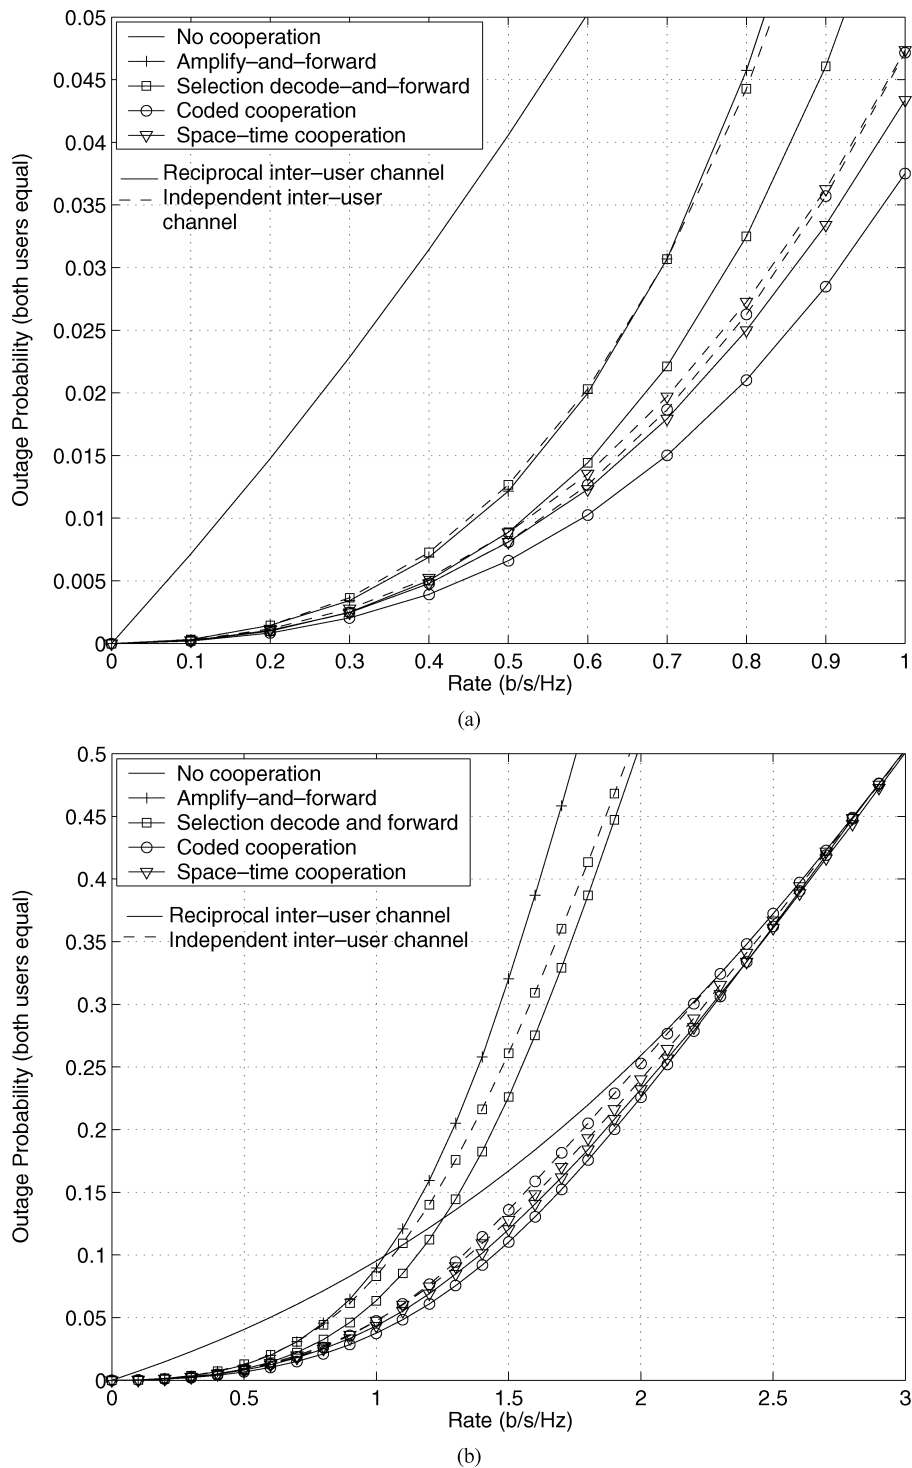 0.05
0.045
0.04
0.035
0.03
0.025
0.02
0.015
0.01
0.005
0
Outage Probability (both users equal)
No cooperation
Amplify–and–forward
Selection decode–and–forward
Coded cooperation
Space–time cooperation
Reciprocal inter–user channel
Independent inter–user
channel
0 0.1 0.2 0.3 0.4 0.5 0.6 0.7 0.8 0.9 1
Rate (b/s/Hz)
(a)
0.5
0.45
0.4
0.35
0.3
0.25
0.2
0.15
0.1
0.05
0
Outage Probability (both users equal)
No cooperation
Amplify–and–forward
Selection decode and forward
Coded cooperation
Space–time cooperation
Reciprocal inter–user channel
Independent inter–user channel
0 0.5 1 1.5 2 2.5 3
Rate (b/s/Hz)
(b)